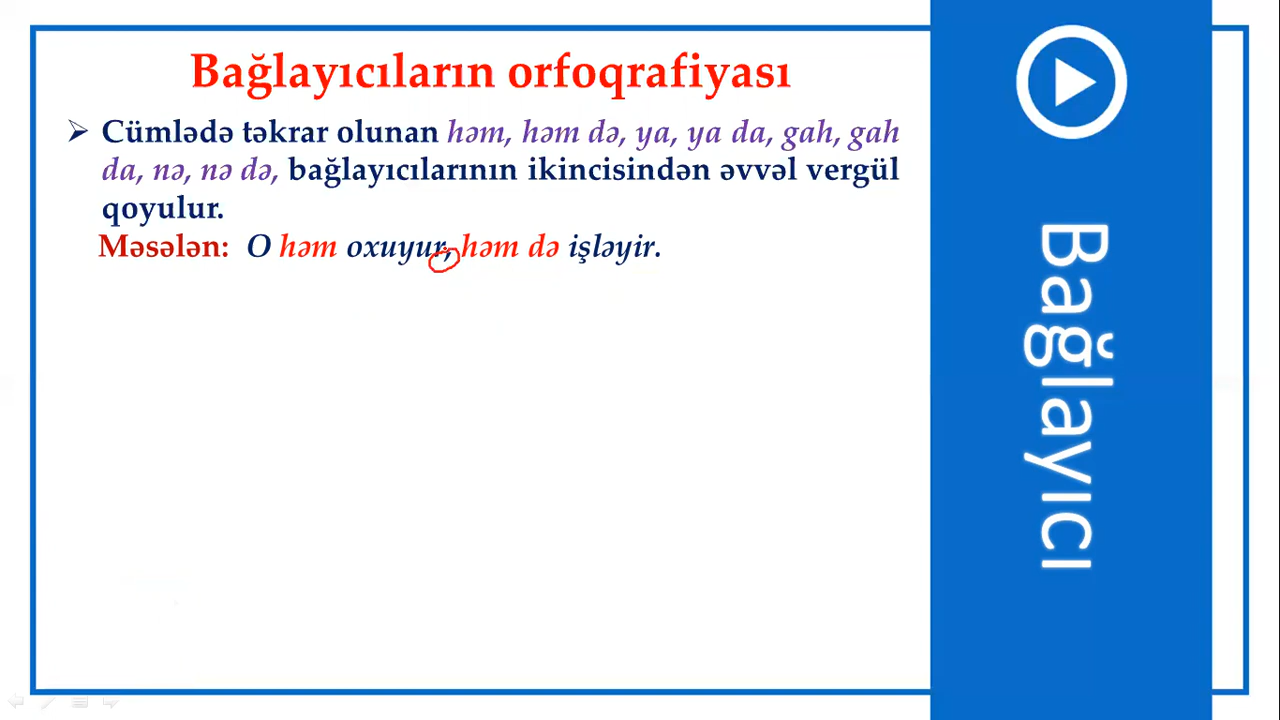 Bağlayıcıların orfoqrafiyası
➢ Cümlədə təkrar olunan həm, həm də, ya, ya da, gah, gah
da, nə, nə də, bağlayıcılarının ikincisindən əvvəl vergül
qoyulur.
Məsələn: O həm oxuyur, həm də işləyir.
Bağlayıcı